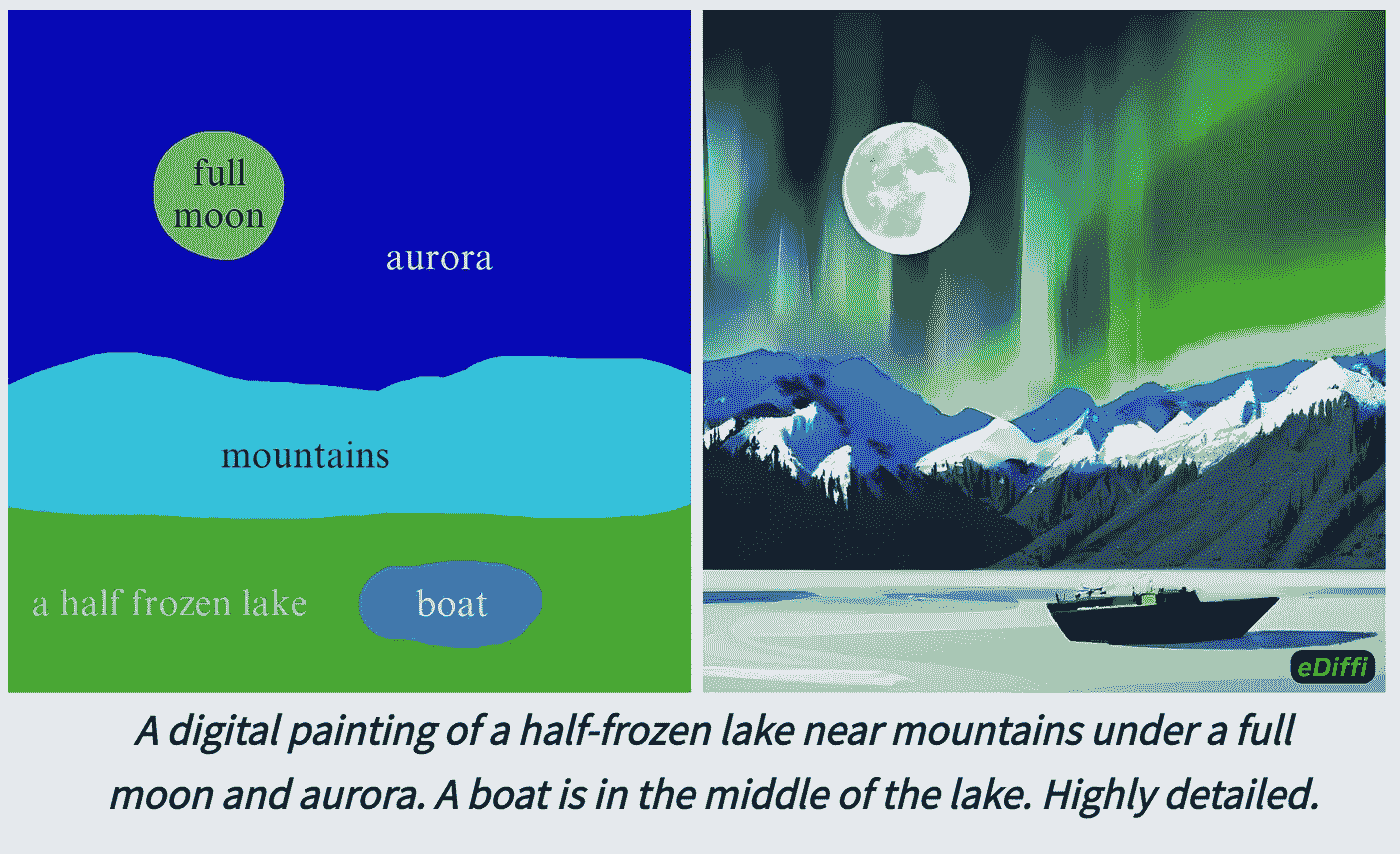 full
moon
aurora
mountains
a half frozen lake
boat
eDiffi
A digital painting of a half-frozen lake near mountains under a full
moon and aurora. A boat is in the middle of the lake. Highly detailed.